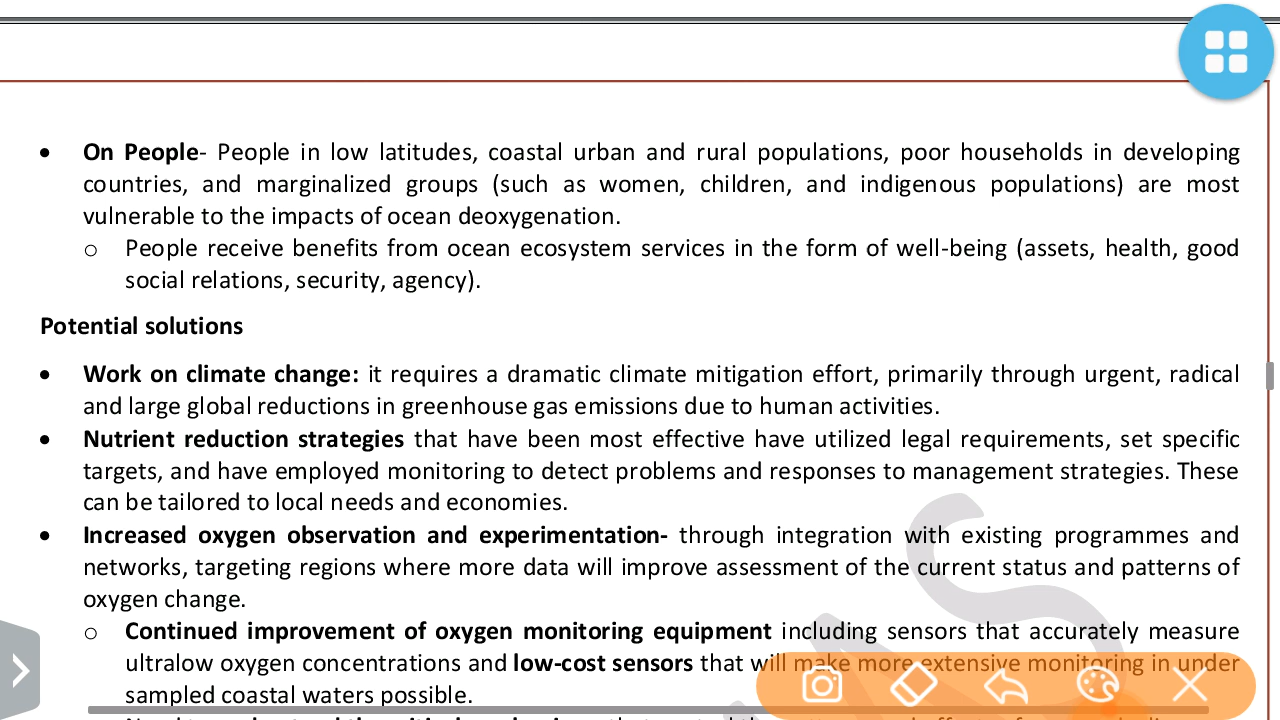 • On People- People in low latitudes, coastal urban and rural populations, poor households in developing
countries, and marginalized groups (such as women, children, and indigenous populations) are most
vulnerable to the impacts of ocean deoxygenation.
o People receive benefits from ocean ecosystem services in the form of well-being (assets, health, good
social relations, security, agency).
Potential solutions
• Work on climate change: it requires a dramatic climate mitigation effort, primarily through urgent, radical
and large global reductions in greenhouse gas emissions due to human activities.
• Nutrient reduction strategies that have been most effective have utilized legal requirements, set specific
targets, and have employed monitoring to detect problems and responses to management strategies. These
can be tailored to local needs and economies.
• Increased oxygen observation and experimentation- through integration with existing programmes and
networks, targeting regions where more data will improve assessment of the current status and patterns of
oxygen change.
o Continued improvement of oxygen monitoring equipment including sensors that accurately measure
ultralow oxygen concentrations and low-cost sensors that will make more extensive monitoring in under
sampled coastal waters possible.